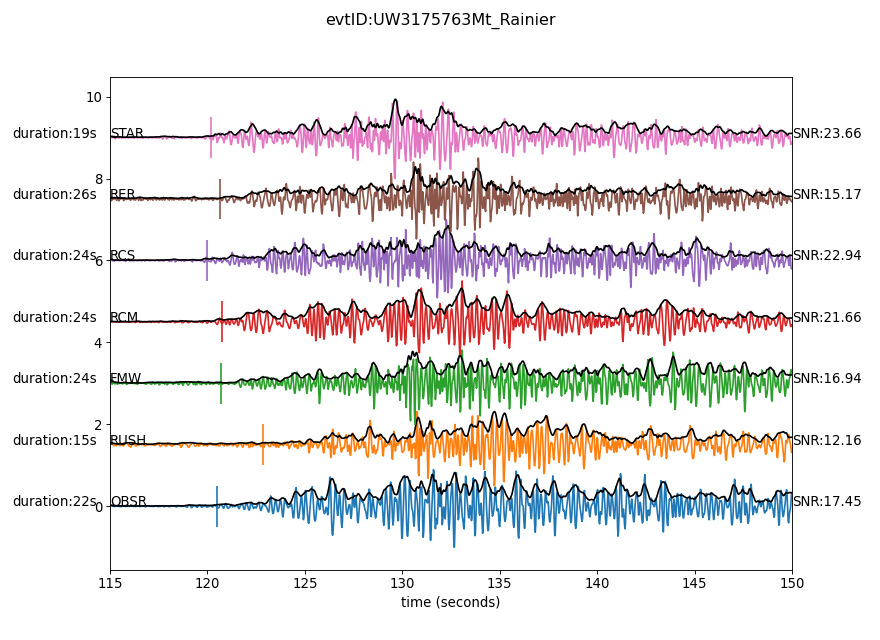 evtID:UW3175763Mt_Rainier
10
duration:19s STAR SNR:23.66
8
duration:26s RER SNR:15.17
duration:24s RCS SNR:22.94
6
duration:24s RCM SNR:21.66
4
duration:24s FMW SNR:16.94
2
duration:15s RUSH SNR:12.16
duration:22s OBSR SNR:17.45
0
115 120 125 130 135 140 145 150
time (seconds)